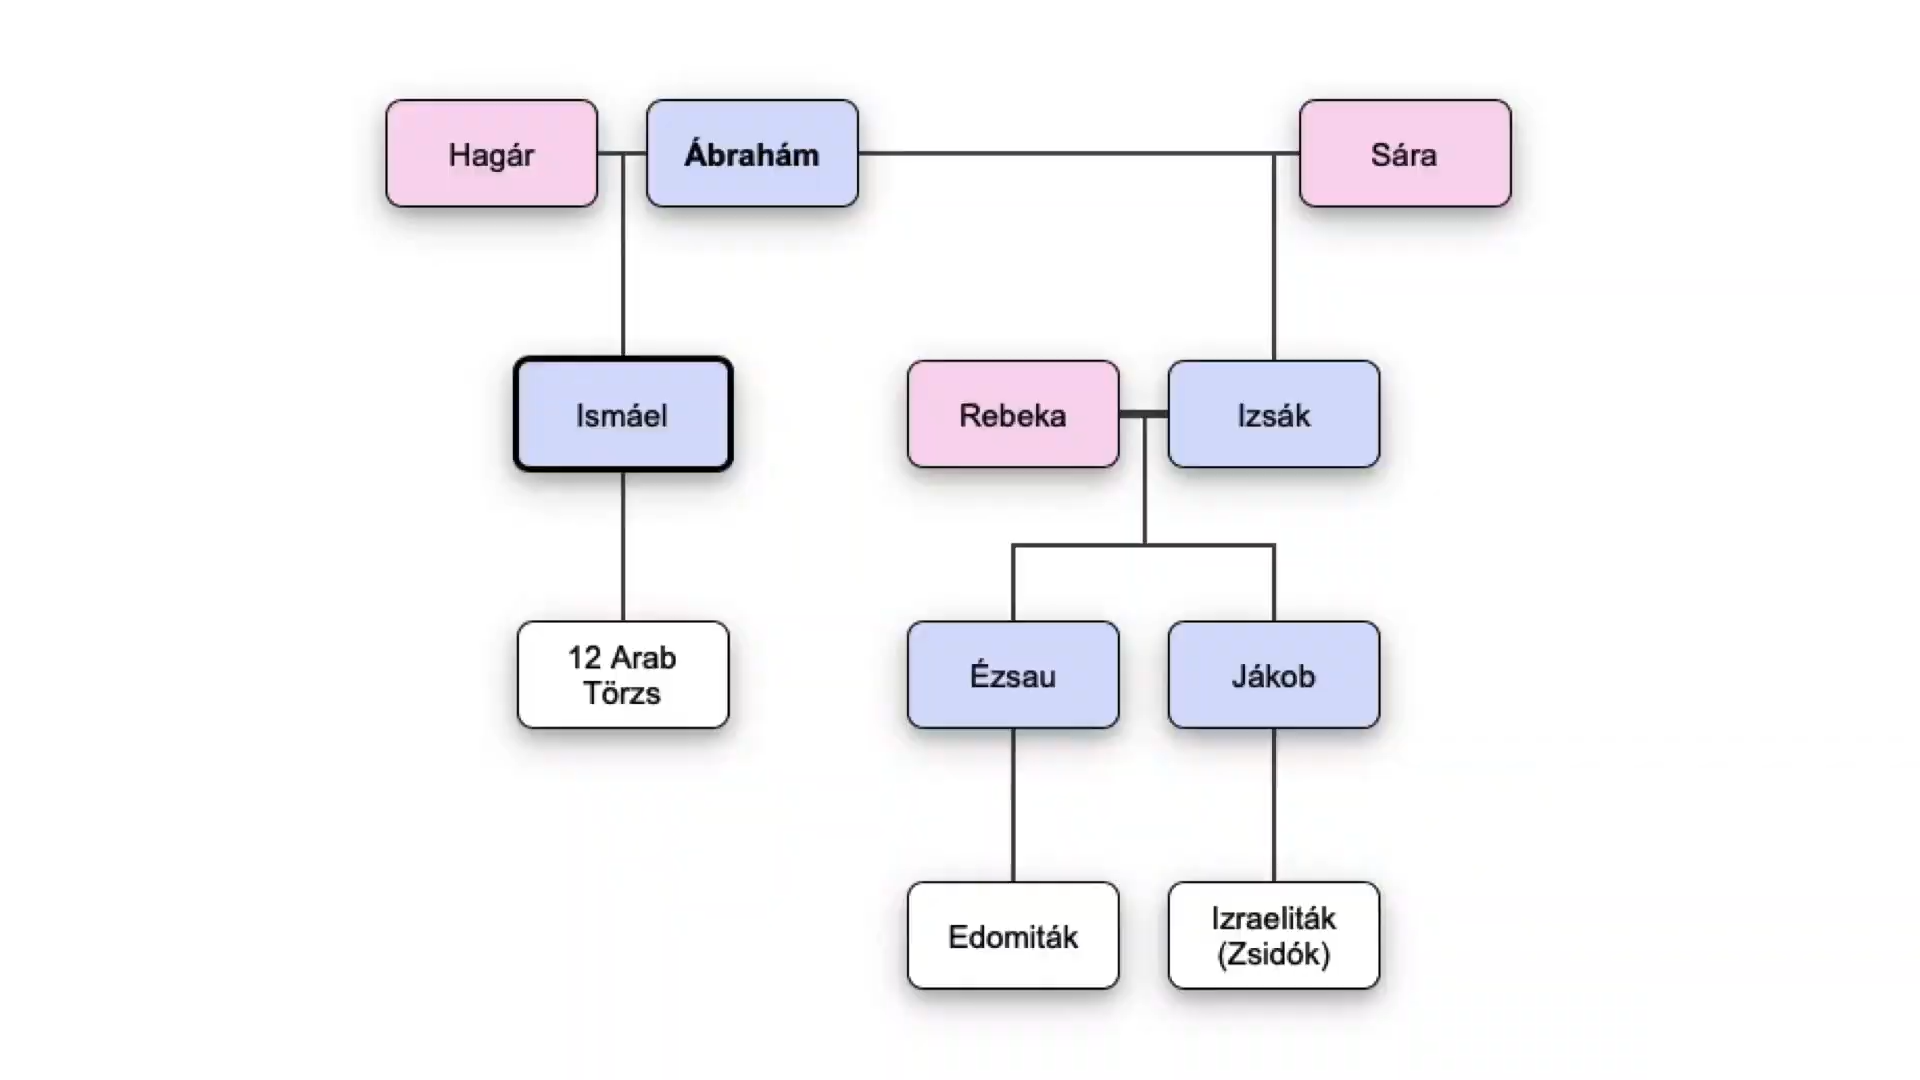 Hagár
Ábrahám
Sára
Ismáel
Rebeka
Izsák
12 Arab
Törzs
Ézsau
Jákob
Edomiták
Izraeliták
(Zsidók)